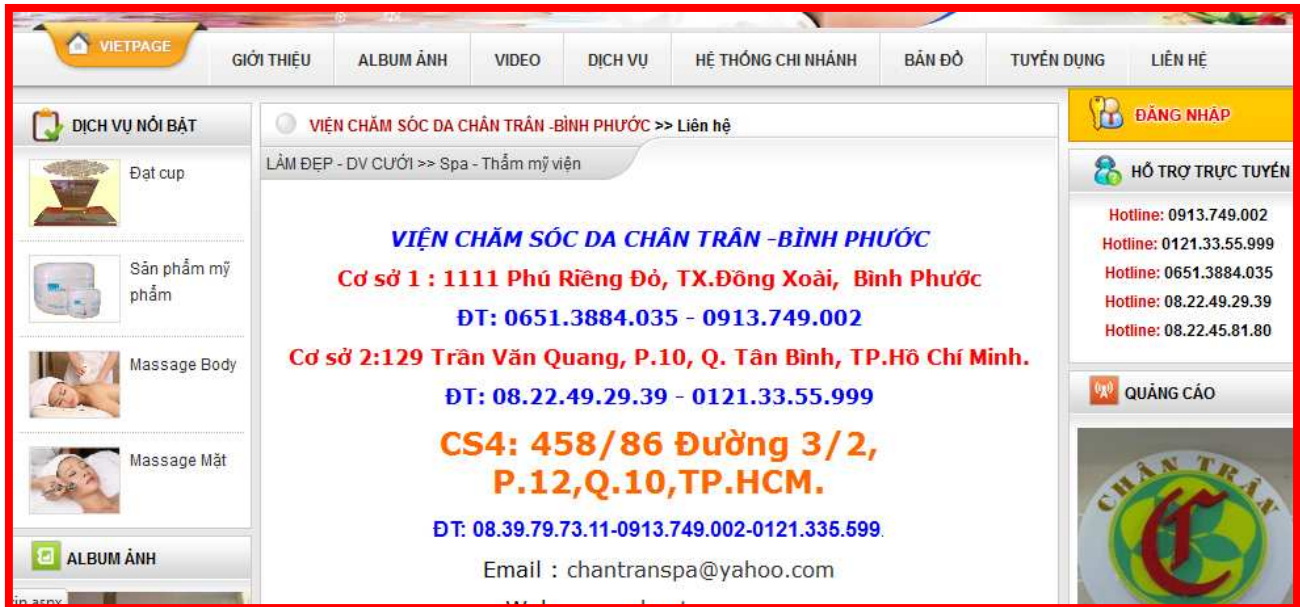 VIETPAGE
GIỚI THIỆU
ALBUM ẢNH
VIDEO
DỊCH VỤ
HỆ THỐNG CHI NHÁNH
BẢN ĐỒ
TUYỂN DỤNG
LIÊN HỆ
DỊCH VỤ NỔI BẬT
Đạt cup
Sản phẩm mỹ
phẩm
Massage Body
Massage Mặt
ALBUM ẢNH
VIỆN CHĂM SÓC DA CHÂN TRÂN -BÌNH PHƯỚC >> Liên hệ
LÀM ĐẸP - DV CƯỚI >> Spa - Thẩm mỹ viện
VIỆN CHĂM SÓC DA CHÂN TRÂN -BÌNH PHƯỚC
Cơ sở 1 : 1111 Phú Riềng Đỏ, TX.Đồng Xoài, Bình Phước
ĐT: 0651.3884.035 - 0913.749.002
Cơ sở 2:129 Trần Văn Quang, P.10, Q. Tân Bình, TP.Hồ Chí Minh.
ĐT: 08.22.49.29.39 - 0121.33.55.999
CS4: 458/86 Đường 3/2,
P.12,Q.10,TP.HCM.
ĐT: 08.39.79.73.11-0913.749.002-0121.335.599.
Email : chantranspa@yahoo.com
ĐĂNG NHẬP
HỖ TRỢ TRỰC TUYẾN
Hotline: 0913.749.002
Hotline: 0121.33.55.999
Hotline: 0651.3884.035
Hotline: 08.22.49.29.39
Hotline: 08.22.45.81.80
QUẢNG CÁO
CHÂN TRÂN